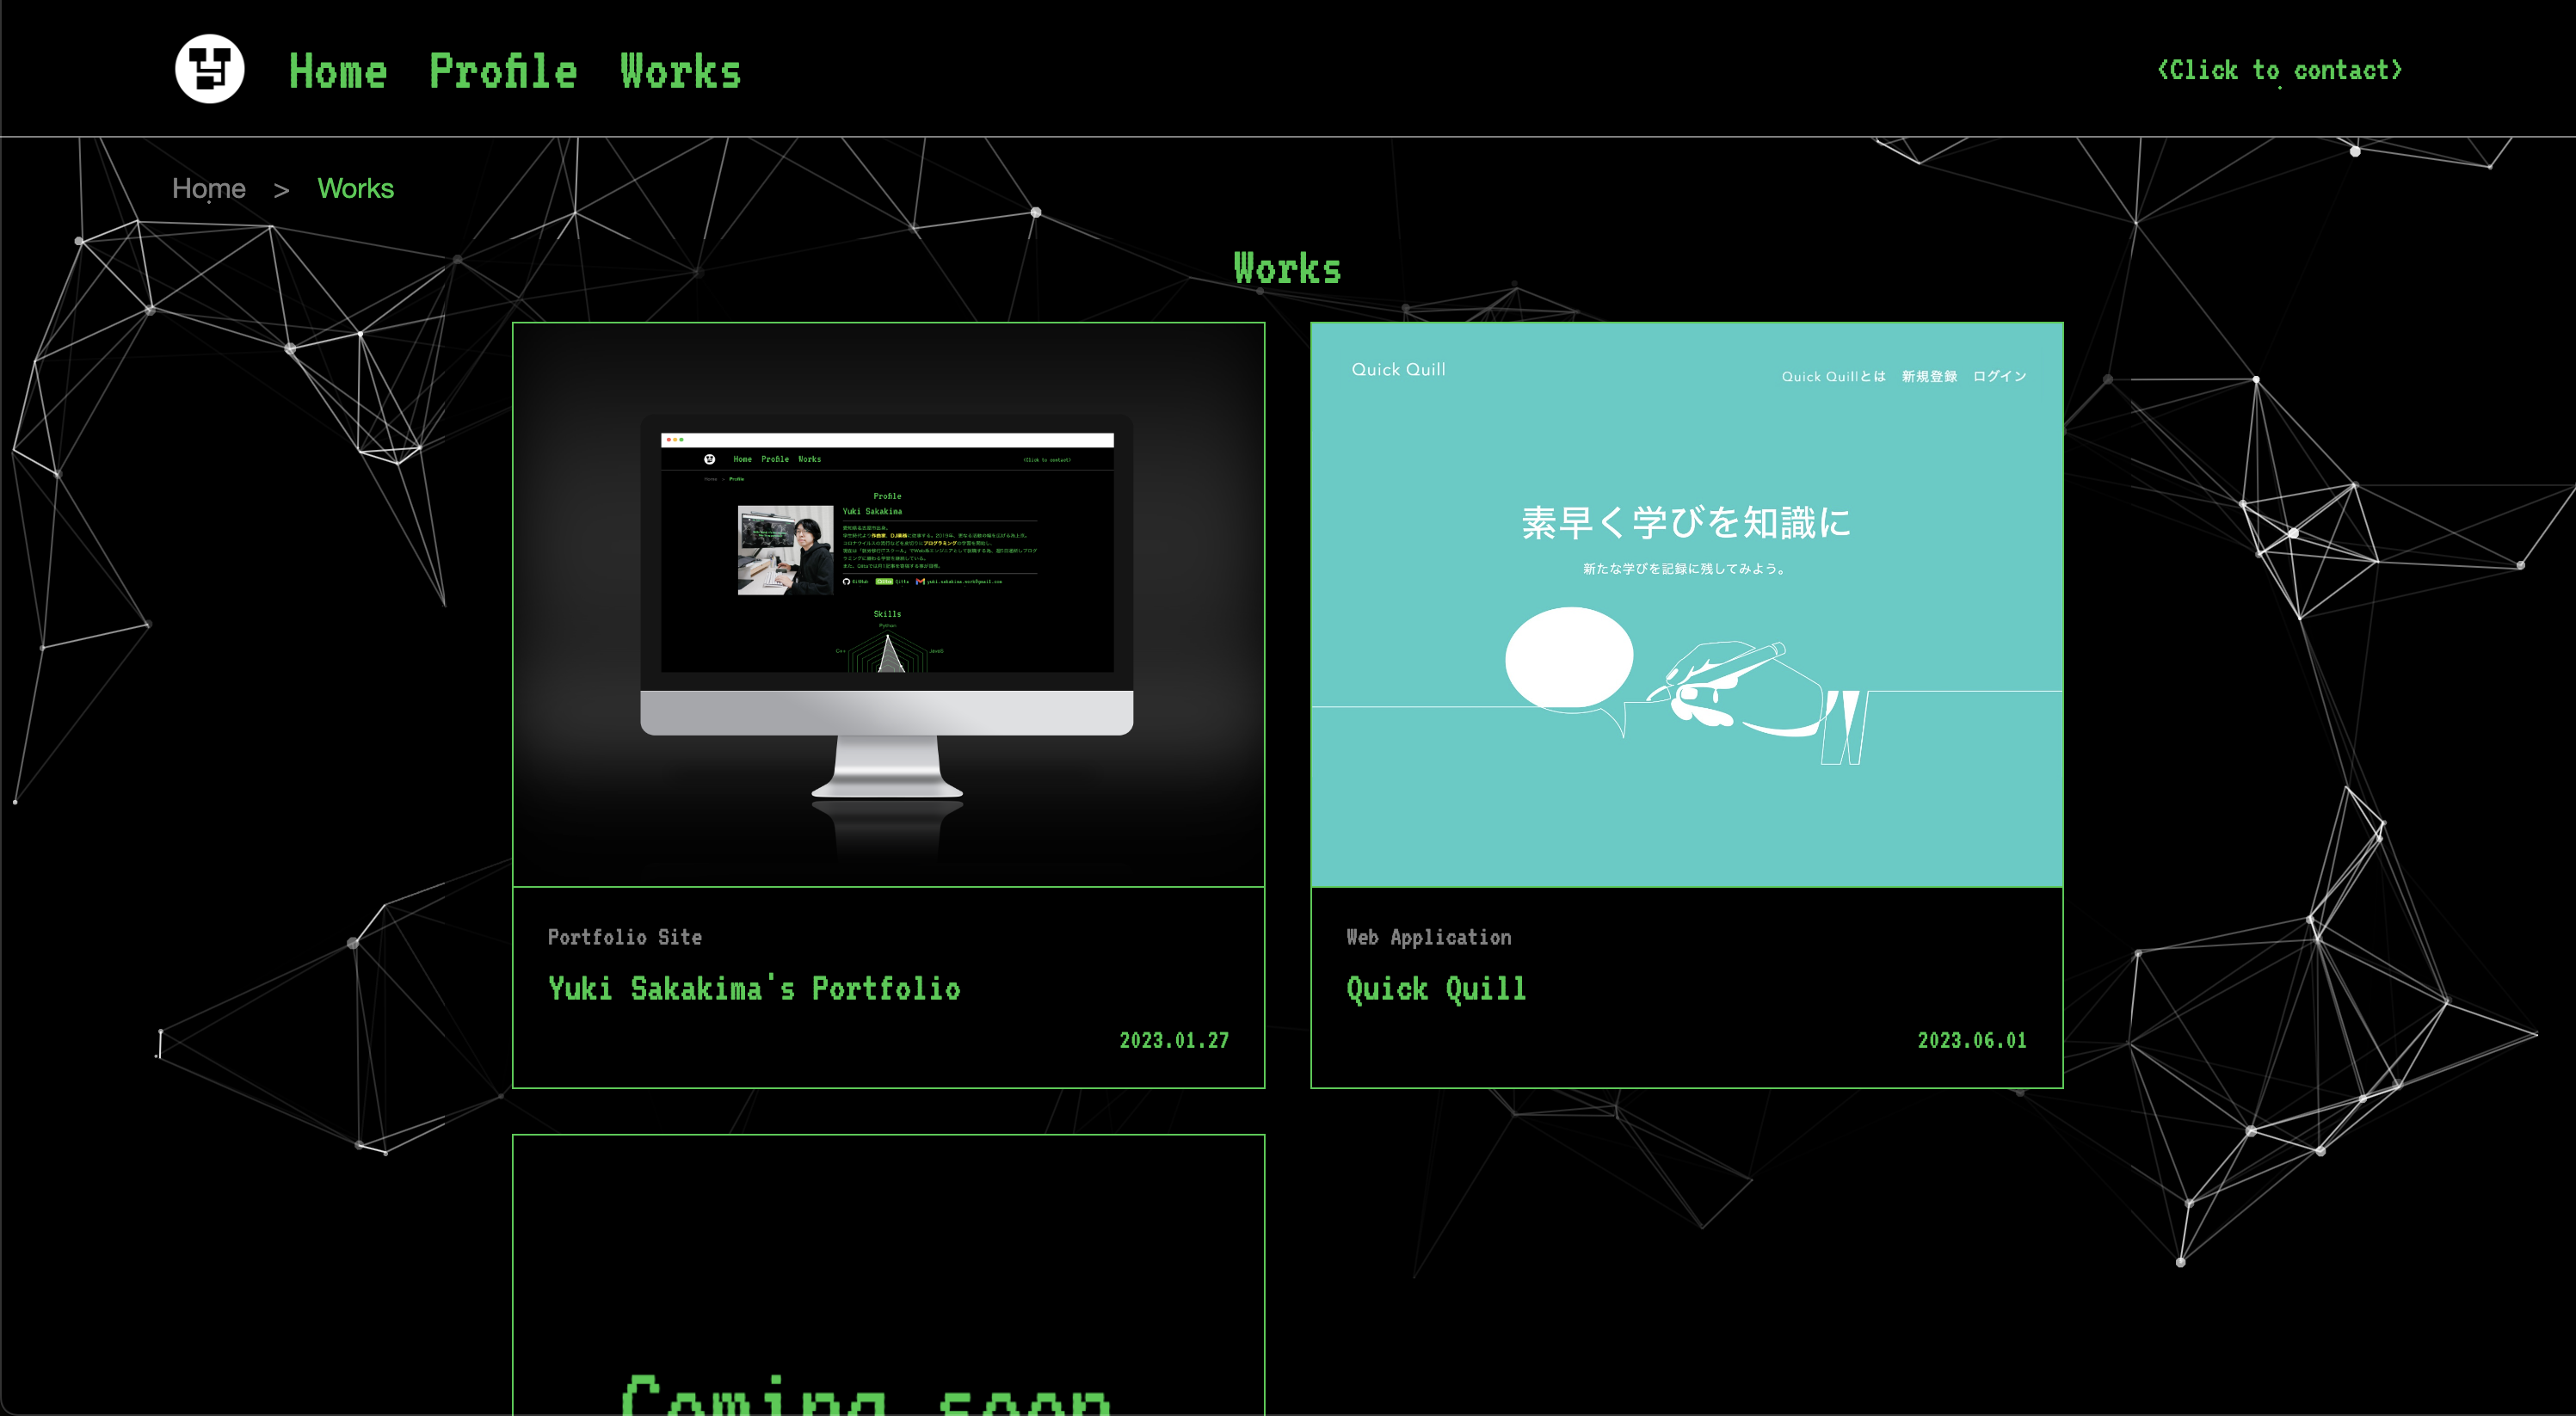 Home Profile Works
<Click to contact>
Home > Works
Works
Home Profile Works
<Click to contact>
Home > Profile
Profile
Yuki Sakakima
Skills
Python
C++
Quick Quill
Quick Quillとは 新規登録 ログイン
素早く学びを知識に
新たな学びを記録に残してみよう。
Portfolio Site
Yuki Sakakima's Portfolio
2023.01.27
Web Application
Quick Quill
2023.06.01
Coming soon